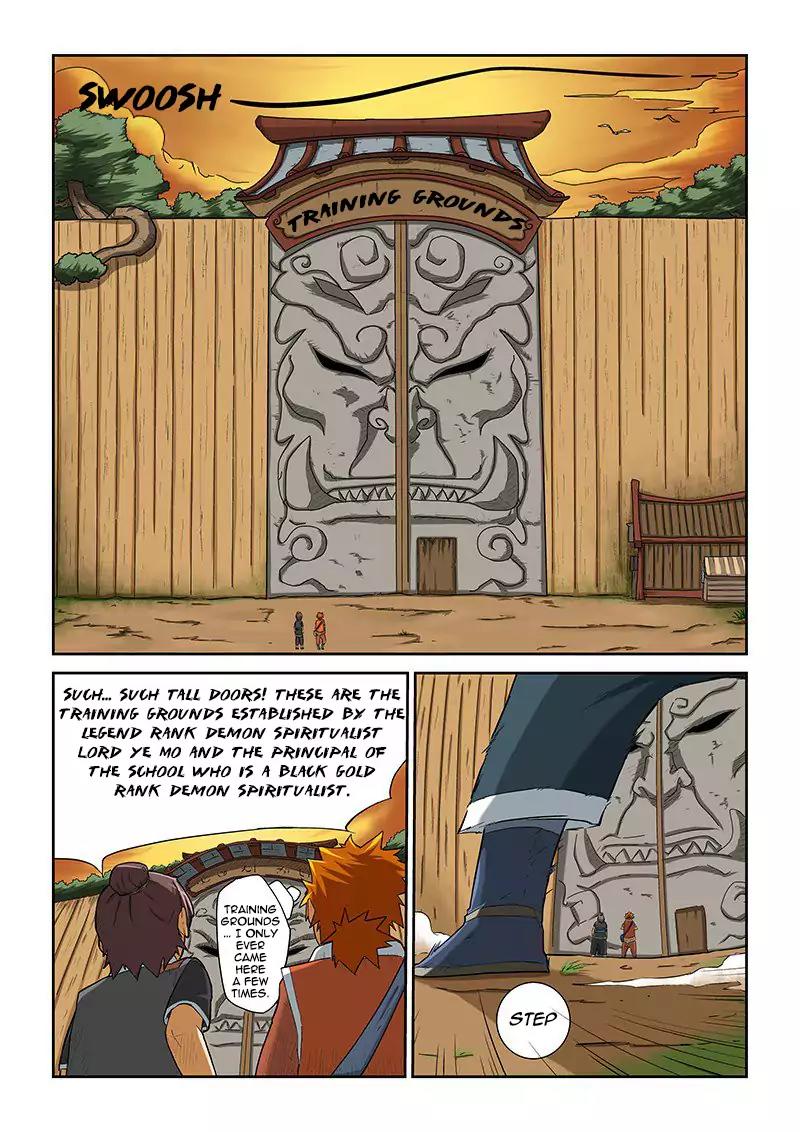 SWOOSH
TRAINING GROUNDS
SUCH... SUCH TALL DOORS! THESE ARE THE
TRAINING GROUNDS ESTABLISHED BY THE
LEGEND RANK DEMON SPIRITUALIST
LORD YE MO AND THE PRINCIPAL OF
THE SCHOOL WHO IS A BLACK GOLD
RANK DEMON SPIRITUALIST.
TRAINING
GROUNDS
... I ONLY
EVER
CAME
HERE
A FEW
TIMES.
STEP